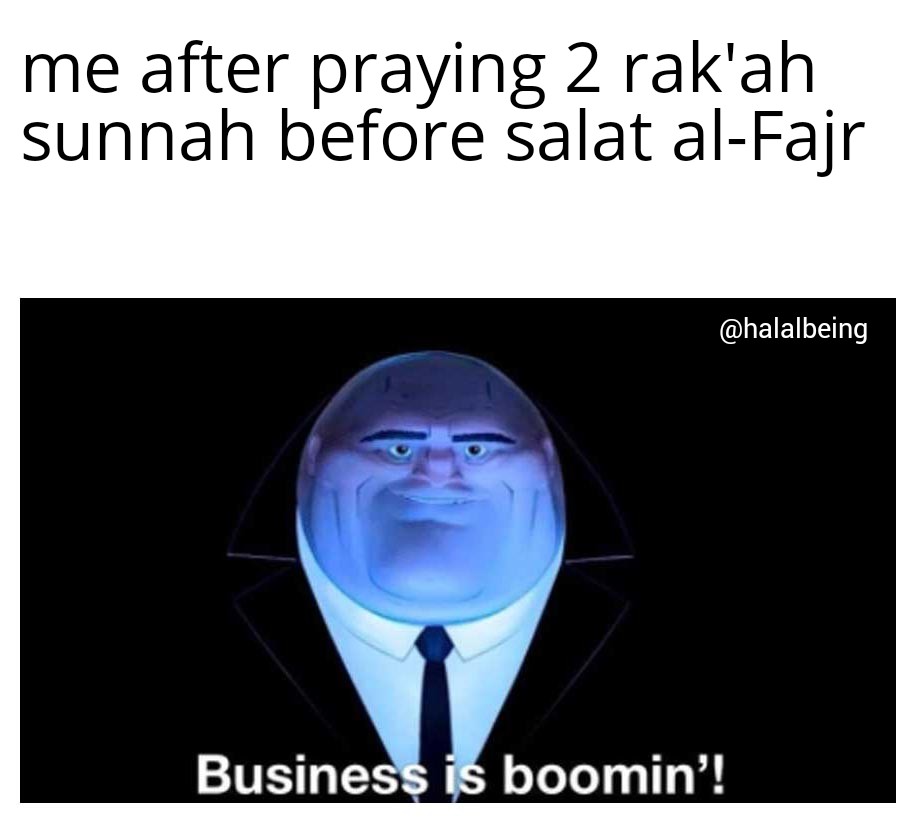 me after praying 2 rak'ah
sunnah before salat al-Fajr
@halalbeing
Business is boomin’!